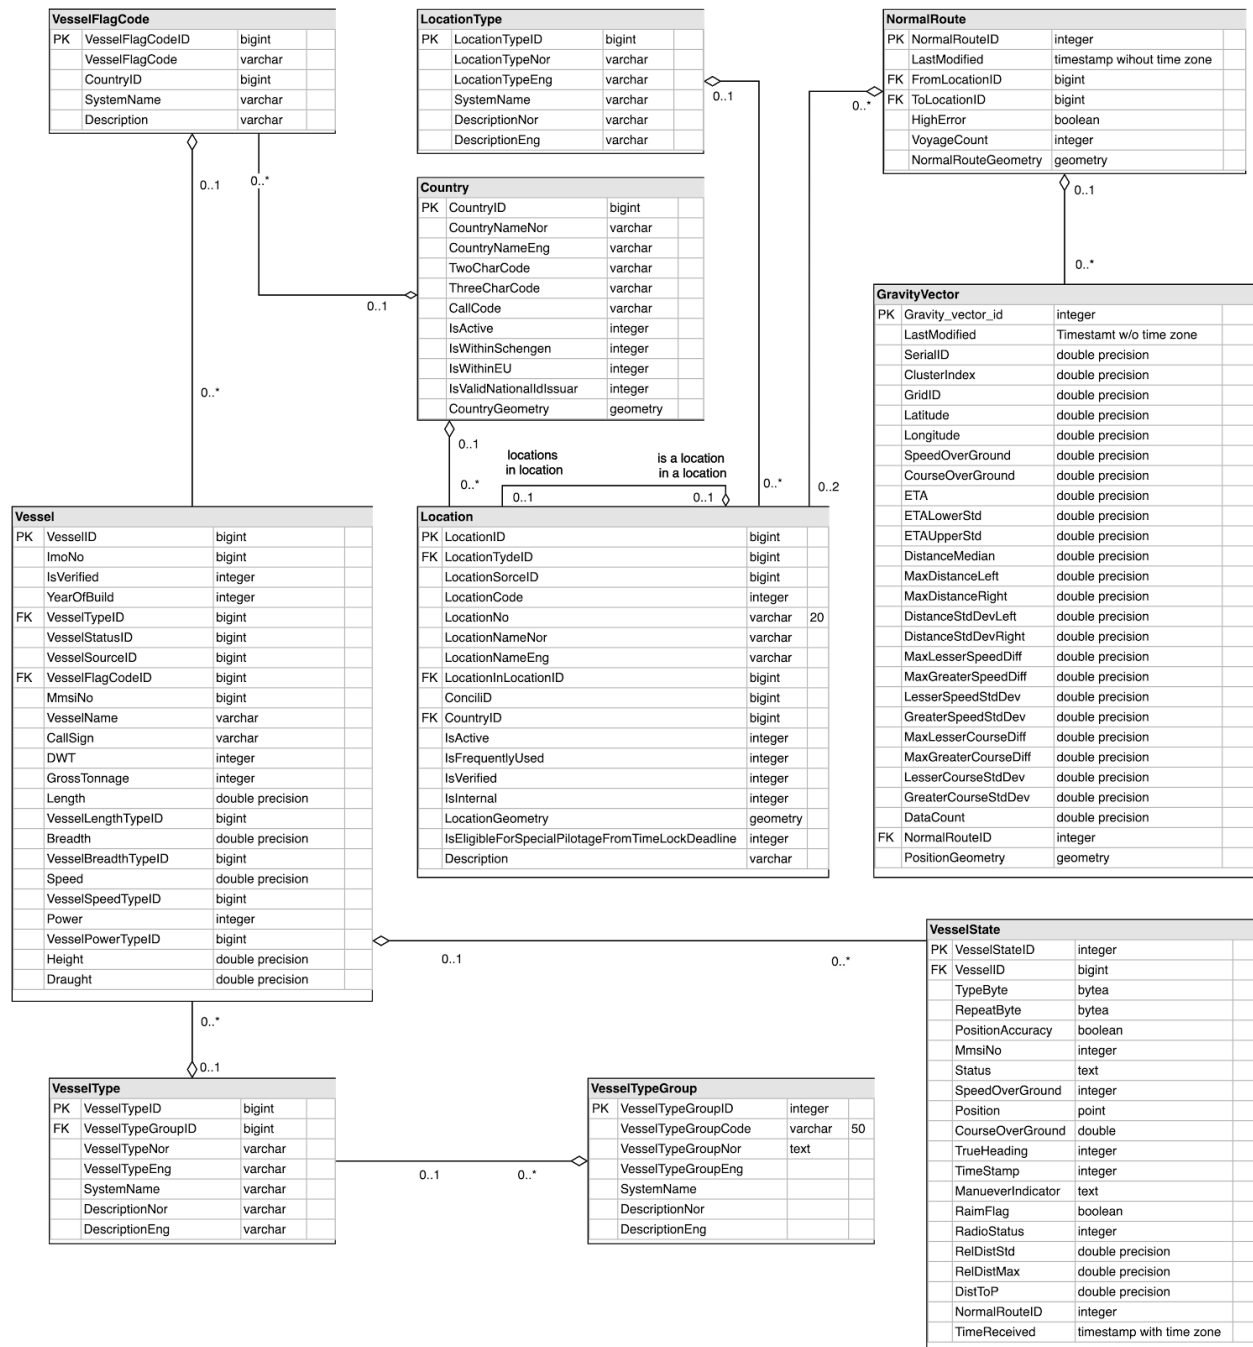 VesselFlagCode
PK VesselFlagCodeID bigint
VesselFlagCode varchar
CountryID bigint
SystemName varchar
Description varchar
LocationType
PK LocationTypeID bigint
LocationTypeNor varchar
LocationTypeEng varchar
SystemName varchar
DescriptionNor varchar
DescriptionEng varchar
NormalRoute
PK NormalRouteID integer
LastModified timestamp wihout time zone
FK FromLocationID bigint
FK ToLocationID bigint
HighError boolean
VoyageCount integer
NormalRouteGeometry geometry
0..1
0..*
0..1
0..*
0..1
Country
PK CountryID bigint
CountryNameNor varchar
CountryNameEng varchar
TwoCharCode varchar
ThreeCharCode varchar
CallCode varchar
IsActive integer
IsWithinSchengen integer
IsWithinEU integer
IsValidNationalIdIssuar integer
CountryGeometry geometry
0..1
0..*
0..*
GravityVector
PK Gravity_vector_id integer
LastModified Timestamt w/o time zone
SerialID double precision
ClusterIndex double precision
GridID double precision
Latitude double precision
Longitude double precision
SpeedOverGround double precision
CourseOverGround double precision
ETA double precision
ETALowerStd double precision
ETAUpperStd double precision
DistanceMedian double precision
MaxDistanceLeft double precision
MaxDistanceRight double precision
DistanceStdDevLeft double precision
DistanceStdDevRight double precision
MaxLesserSpeedDiff double precision
MaxGreaterSpeedDiff double precision
LesserSpeedStdDev double precision
GreaterSpeedStdDev double precision
MaxLesserCourseDiff double precision
MaxGreaterCourseDiff double precision
LesserCourseStdDev double precision
GreaterCourseStdDev double precision
DataCount double precision
FK NormalRouteID integer
PositionGeometry geometry
0..1
0..*
locations
in location
is a location
in a location
0..1
0..1
0..*
0..2
Vessel
PK VesselID bigint
ImoNo bigint
IsVerified integer
YearOfBuild integer
FK VesselTypeID bigint
VesselStatusID bigint
VesselSourceID bigint
FK VesselFlagCodeID bigint
MmsiNo bigint
VesselName varchar
CallSign varchar
DWT integer
GrossTonnage integer
Length double precision
VesselLengthTypeID bigint
Breadth double precision
VesselBreadthTypeID bigint
Speed double precision
VesselSpeedTypeID bigint
Power integer
VesselPowerTypeID bigint
Height double precision
Draught double precision
Location
PK LocationID bigint
FK LocationTydeID bigint
LocationSorceID bigint
LocationCode integer
LocationNo varchar 20
LocationNameNor varchar
LocationNameEng varchar
FK LocationInLocationID bigint
ConciliD bigint
FK CountryID bigint
IsActive integer
IsFrequentlyUsed integer
IsVerified integer
IsInternal integer
LocationGeometry geometry
IsEligibleForSpecialPilotageFromTimeLockDeadline integer
Description varchar
0..1
0..*
VesselState
PK VesselStateID integer
FK VesselID bigint
TypeByte bytea
RepeatByte bytea
PositionAccuracy boolean
MmsiNo integer
Status text
SpeedOverGround integer
Position point
CourseOverGround double
TrueHeading integer
TimeStamp integer
ManueverIndicator text
RaimFlag boolean
RadioStatus integer
RelDistStd double precision
RelDistMax double precision
DistToP double precision
NormalRouteID integer
TimeReceived timestamp with time zone
0..*
0..1
VesselType
PK VesselTypeID bigint
FK VesselTypeGroupID bigint
VesselTypeNor varchar
VesselTypeEng varchar
SystemName varchar
DescriptionNor varchar
DescriptionEng varchar
0..1
0..*
VesselTypeGroup
PK VesselTypeGroupID integer
VesselTypeGroupCode varchar 50
VesselTypeGroupNor text
VesselTypeGroupEng
SystemName
DescriptionNor
DescriptionEng